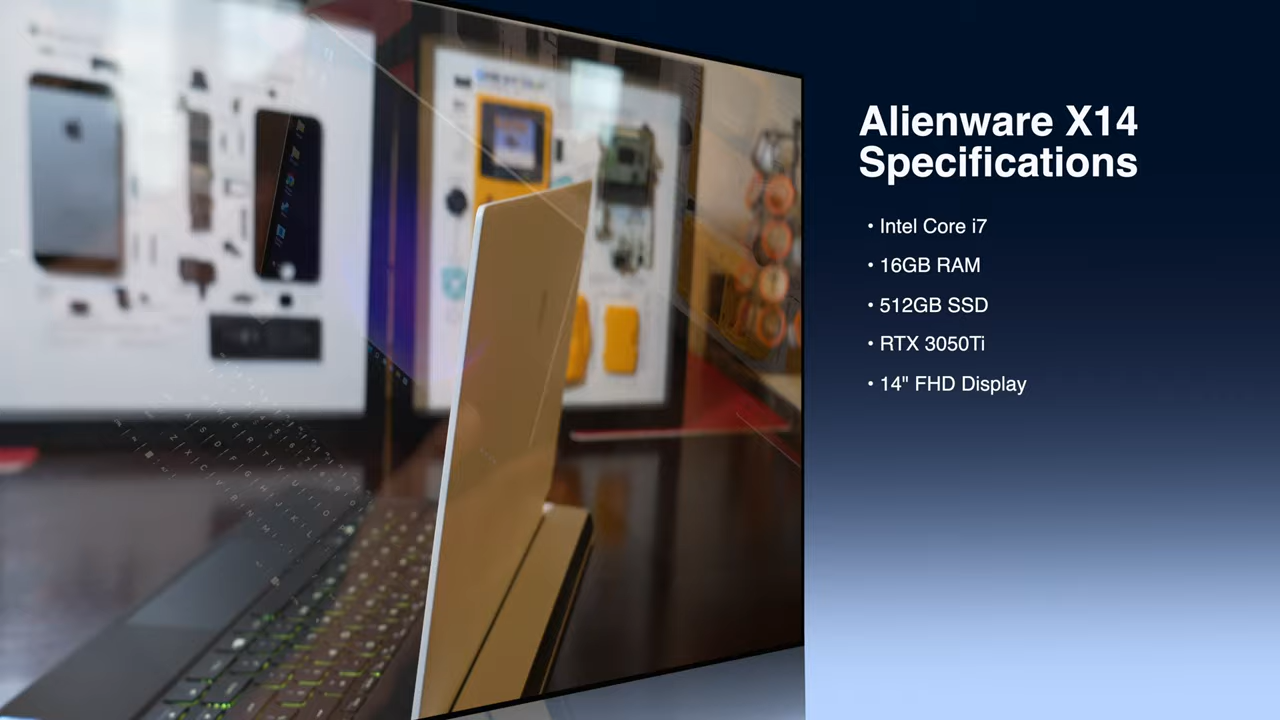 Alienware X14
Specifications
• Intel Core i7
• 16GB RAM
• 512GB SSD
• RTX 3050Ti
• 14" FHD Display